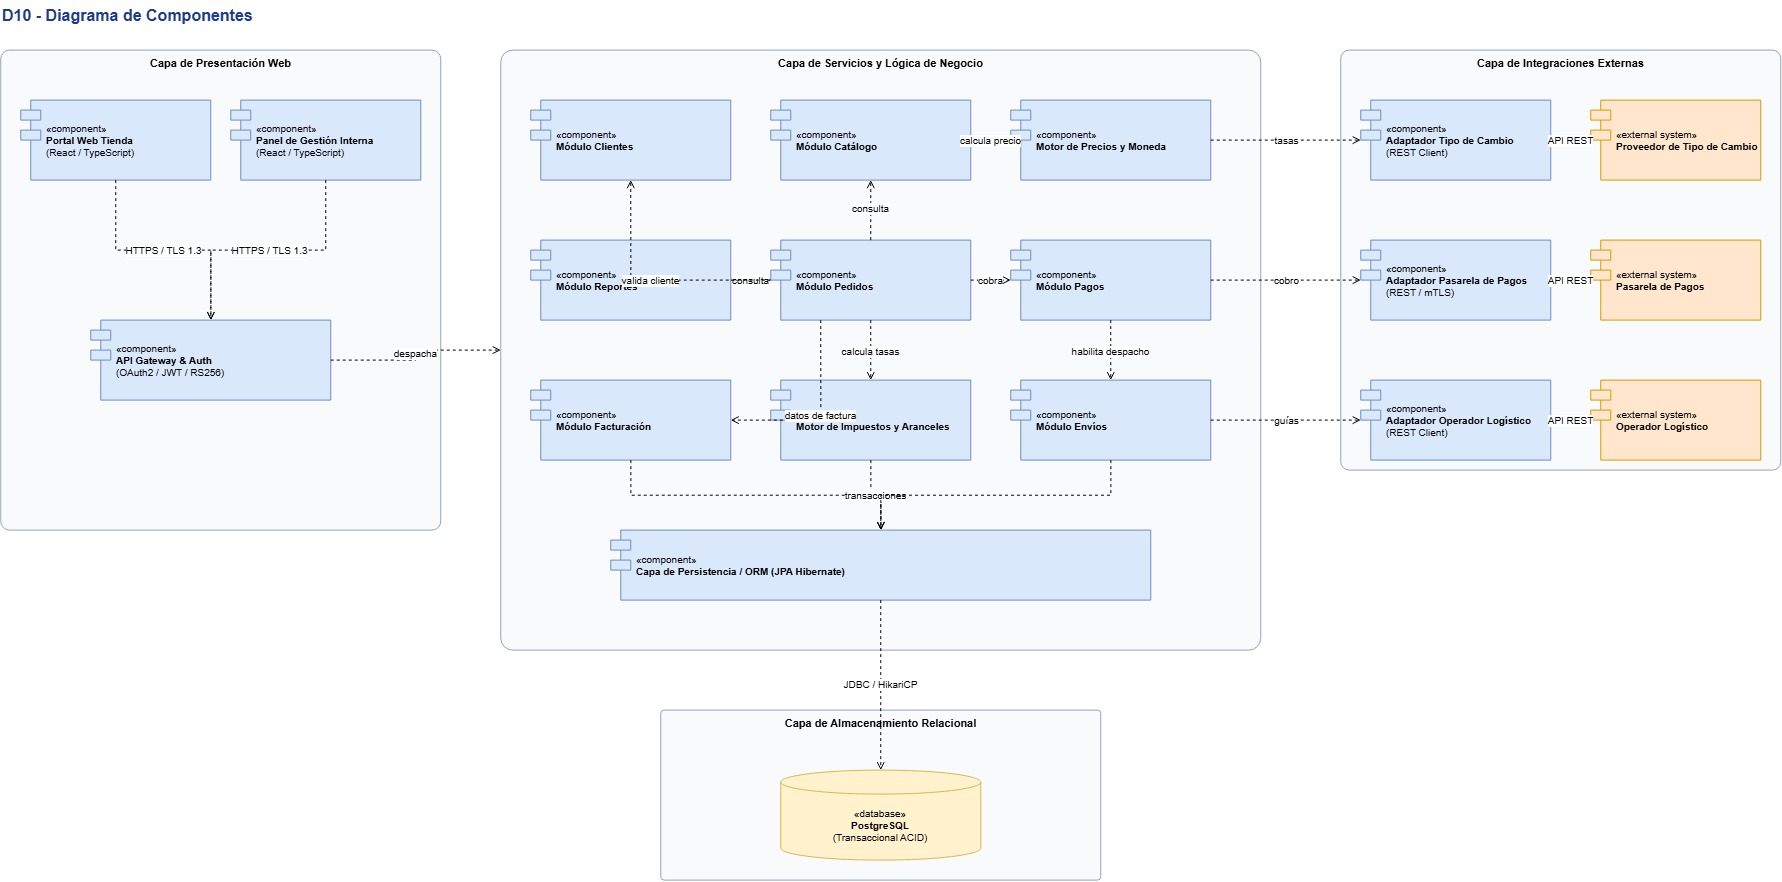 D10 - Diagrama de Componentes
Capa de Presentación Web
«component»
Portal Web Tienda
(React / TypeScript)
«component»
Panel de Gestión Interna
(React / TypeScript)
HTTPS / TLS 1.3
HTTPS / TLS 1.3
«component»
API Gateway & Auth
(OAuth2 / JWT / RS256)
despacha
Capa de Servicios y Lógica de Negocio
«component»
Módulo Clientes
«component»
Módulo Catálogo
calcula precio
«component»
Motor de Precios y Moneda
tasas
consulta
«component»
Módulo Reportes
valida cliente
consulta
«component»
Módulo Pedidos
cobra
«component»
Módulo Pagos
cobro
calcula tasas
habilita despacho
«component»
Módulo Facturación
datos de factura
Motor de Impuestos y Aranceles
«component»
Módulo Envíos
guías
transacciones
«component»
Capa de Persistencia / ORM (JPA Hibernate)
JDBC / HikariCP
Capa de Integraciones Externas
«component»
Adaptador Tipo de Cambio
(REST Client)
API REST
«external system»
Proveedor de Tipo de Cambio
«component»
Adaptador Pasarela de Pagos
(REST / mTLS)
API REST
«external system»
Pasarela de Pagos
«component»
Adaptador Operador Logístico
(REST Client)
API REST
«external system»
Operador Logístico
Capa de Almacenamiento Relacional
«database»
PostgreSQL
(Transaccional ACID)